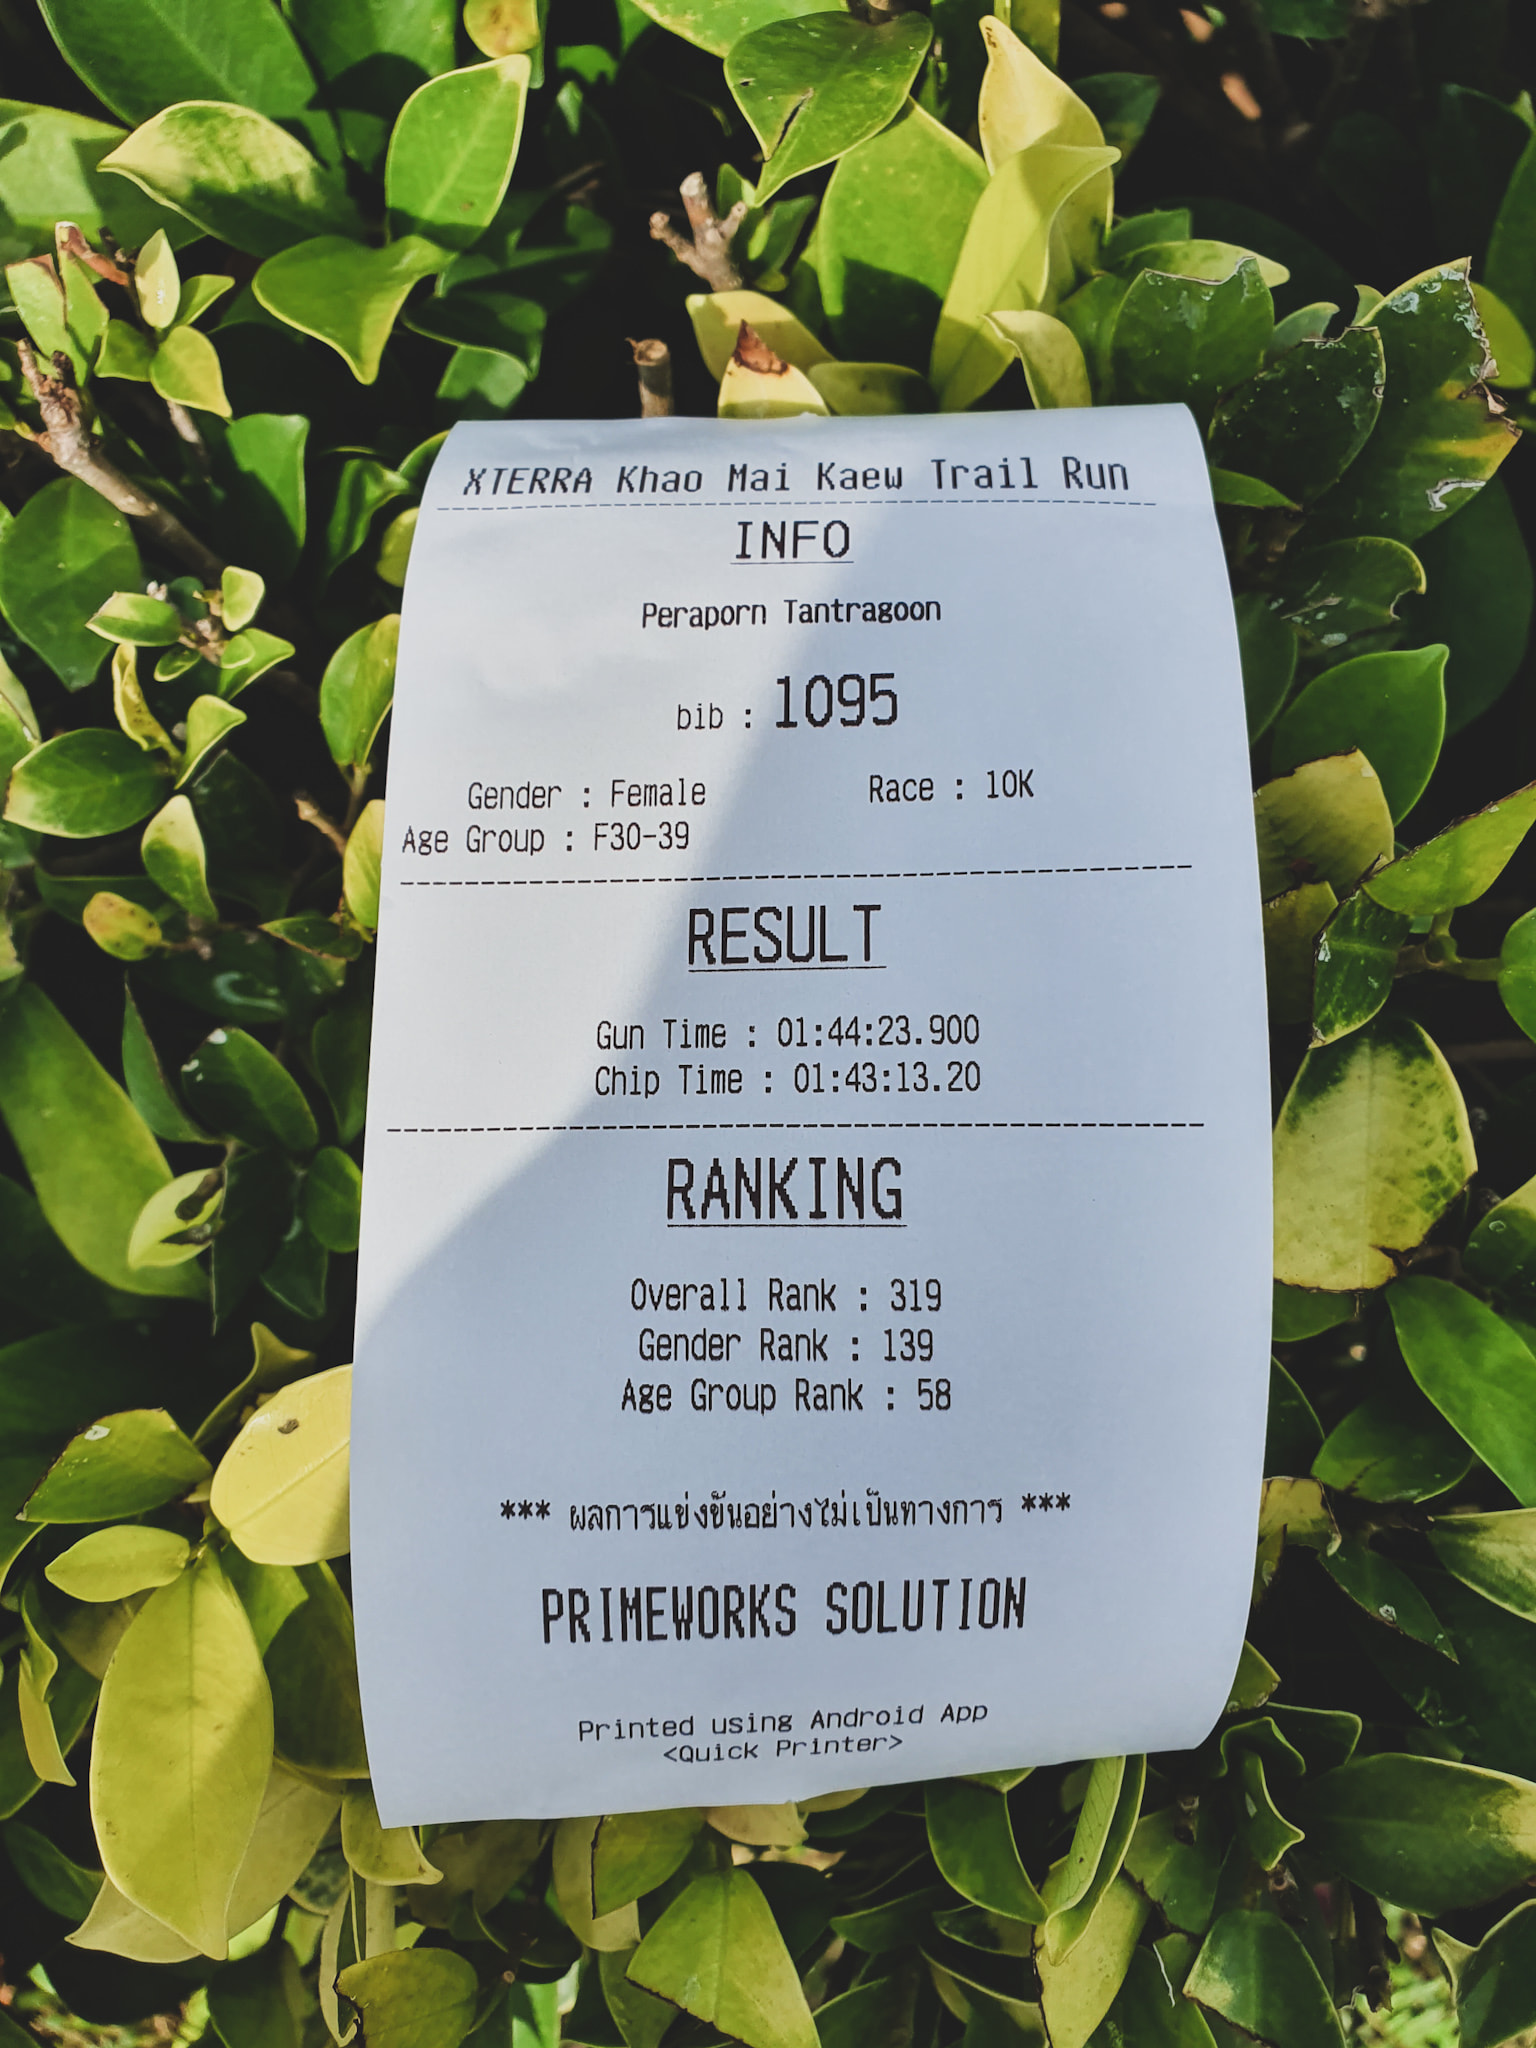 XTERRA Khao Mai Kaew Trail Run
INFO
Peraporn Tantragoon
bib : 1095
Gender : Female Race : 10K
Age Group : F30-39
RESULT
Gun Time : 01:44:23.900
Chip Time : 01:43:13.20
RANKING
Overall Rank : 319
Gender Rank : 139
Age Group Rank : 58
*** ผลการแข่งขันอย่างไม่เป็นทางการ ***
PRIMEWORKS SOLUTION
Printed using Android App
<Quick Printer>